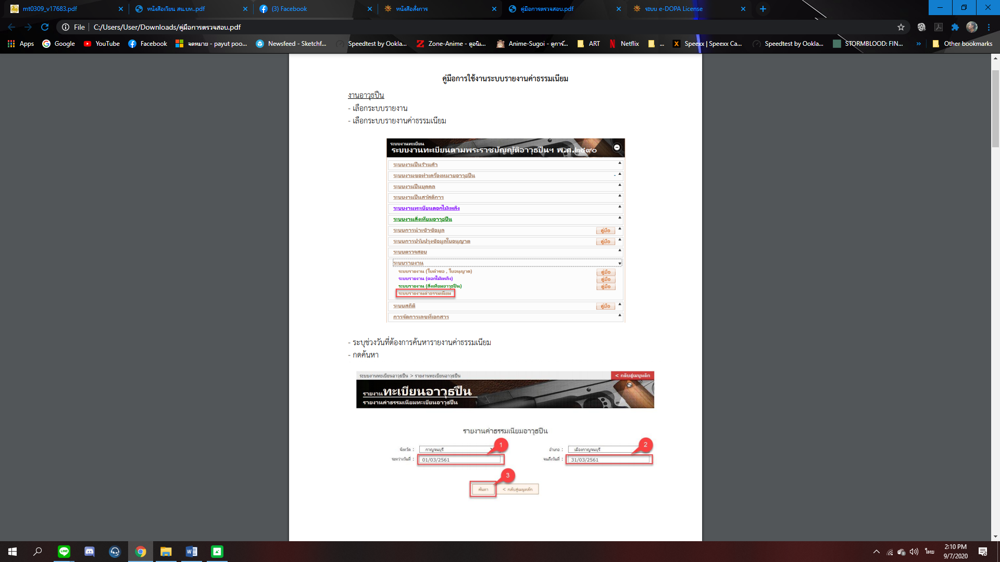 mt0309_v17683.pdf
หนังสือเรียน สน.บท..pdf
(3) Facebook
หนังสือสั่งการ
คู่มือการตรวจสอบ.pdf
ระบบ e-DOPA License
File
C:/Users/User/Downloads/คู่มือการตรวจสอบ.pdf
Apps
Google
YouTube
Facebook
จดหมาย - payut poo...
Newsfeed - Sketchf...
Speedtest by Ookla...
Zone-Anime - ดูอนิเ...
Anime-Sugoi - ดูการ์...
ART
Netflix
...
Speexx | Speexx Ca...
Speedtest by Ookla...
STORMBLOOD: FIN...
Other bookmarks
คู่มือการใช้งานระบบรายงานค่าธรรมเนียม
งานอาวุธปืน
- เลือกระบบรายงาน
- เลือกระบบรายงานค่าธรรมเนียม
ระบบงานทะเบียน
ระบบงานทะเบียนตามพระราชบัญญัติอาวุธปืนฯ พ.ศ.๒๔๙๐
ระบบงานปืนร้านค้า
ระบบงานขอทำเครื่องหมายอาวุธปืน -
ระบบงานปืนบุคคล
ระบบงานปืนสวัสดิการ
ระบบงานทะเบียนดอกไม้เพลิง
ระบบงานสิ่งเทียมอาวุธปืน
ระบบการนำเข้าข้อมูล คู่มือ
ระบบการปรับปรุงข้อมูลใบอนุญาต คู่มือ
ระบบตรวจสอบ
ระบบรายงาน
ระบบรายงาน (ใบคำขอ , ใบอนุญาต) คู่มือ
ระบบรายงาน (ดอกไม้เพลิง) คู่มือ
ระบบรายงาน (สิ่งเทียมอาวุธปืน) คู่มือ
ระบบรายงานค่าธรรมเนียม
ระบบสถิติ คู่มือ
การจัดการเลขที่เอกสาร
- ระบุช่วงวันที่ต้องการค้นหารายงานค่าธรรมเนียม
- กดค้นหา
ระบบงานทะเบียนอาวุธปืน > รายงานทะเบียนอาวุธปืน < กลับสู่เมนูหลัก
รายงานทะเบียนอาวุธปืน
รายงานค่าธรรมเนียมทะเบียนอาวุธปืน
รายงานค่าธรรมเนียมอาวุธปืน
จังหวัด : กาญจนบุรี 1 อำเภอ : เมืองกาญจนบุรี 2
ระหว่างวันที่ : 01/03/2561 จนถึงวันที่ : 31/03/2561
3
ค้นหา < กลับสู่เมนูหลัก
ไทย
2:10 PM
9/7/2020